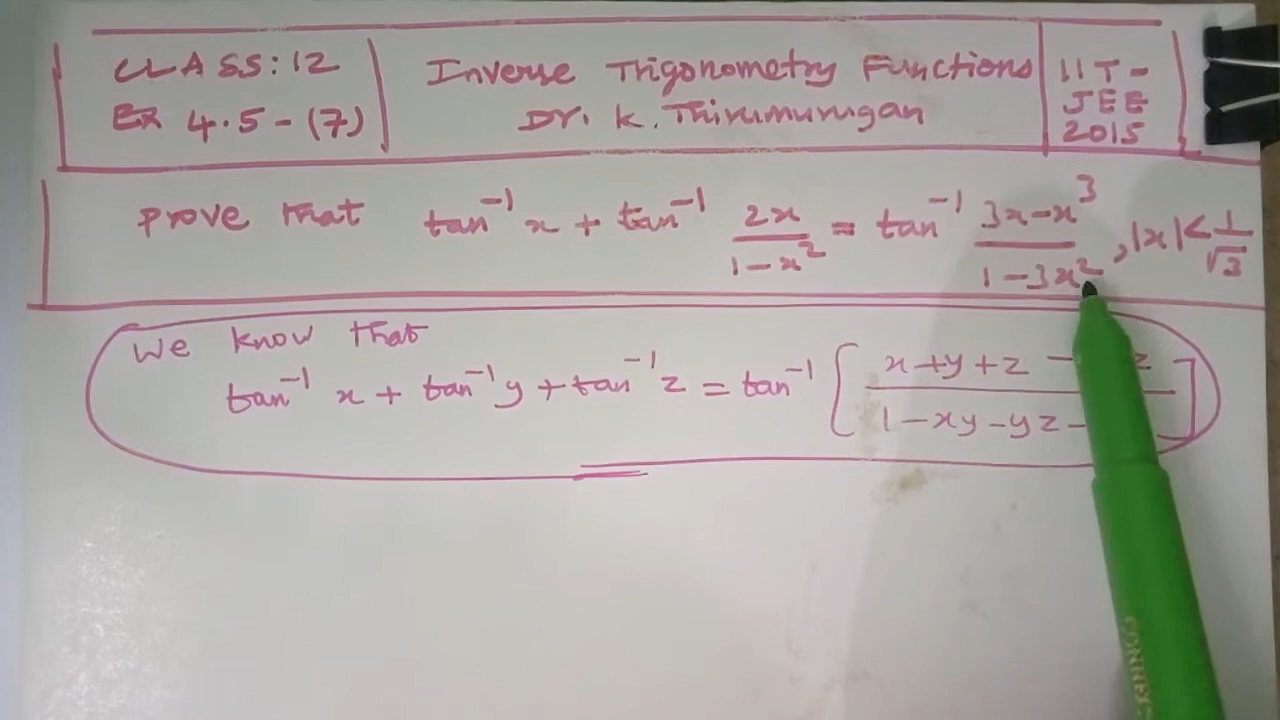 CLASS: 12
EX 4.5 - (7)
Inverse Trigonometry Functions
Dr. K. Thirumurugan
IIT -
JEE
2015
Prove that tan⁻¹ x + tan⁻¹ 2x/(1-x²) = tan⁻¹ (3x-x³)/(1-3x²), |x| < 1/√3
We know that
tan⁻¹ x + tan⁻¹ y + tan⁻¹ z = tan⁻¹ [ (x+y+z - z)/(1-xy-yz-) ]